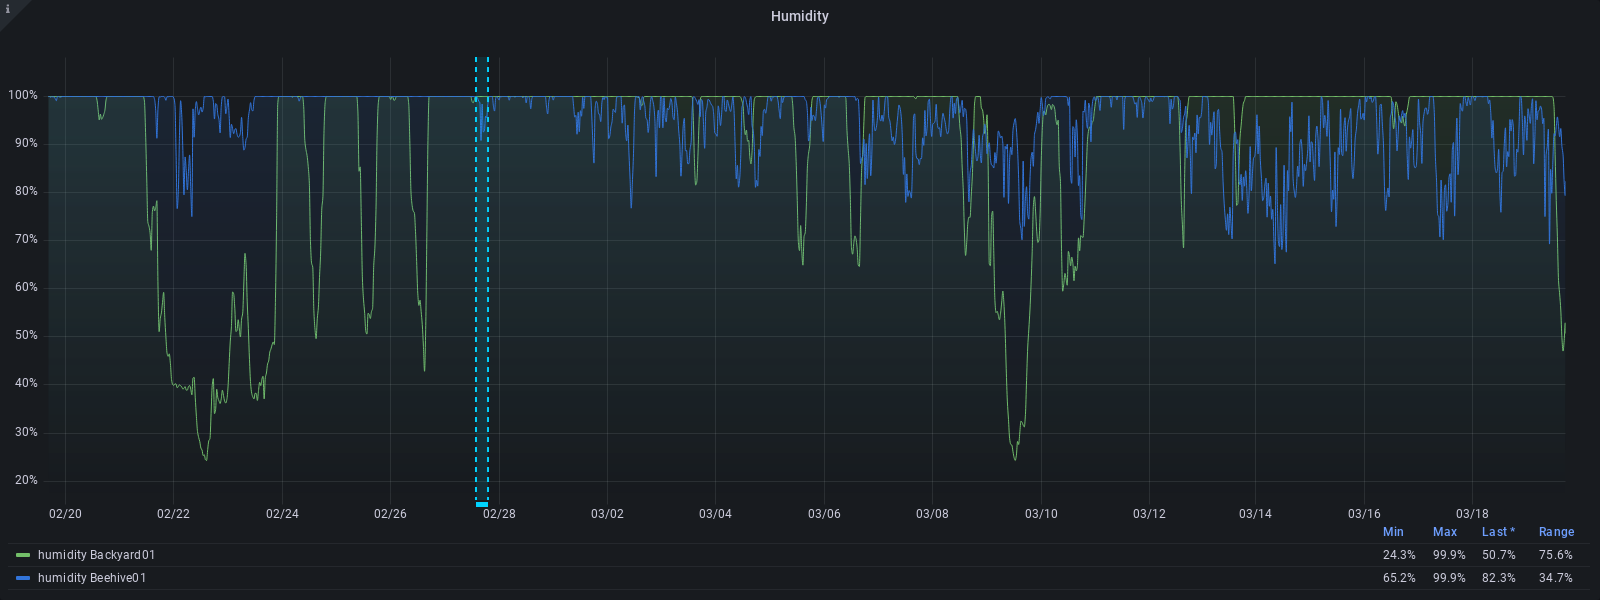 i
Humidity
100%
90%
80%
70%
60%
50%
40%
30%
20%
02/20 02/22 02/24 02/26 02/28 03/02 03/04 03/06 03/08 03/10 03/12 03/14 03/16 03/18
Min Max Last * Range
humidity Backyard01 24.3% 99.9% 50.7% 75.6%
humidity Beehive01 65.2% 99.9% 82.3% 34.7%